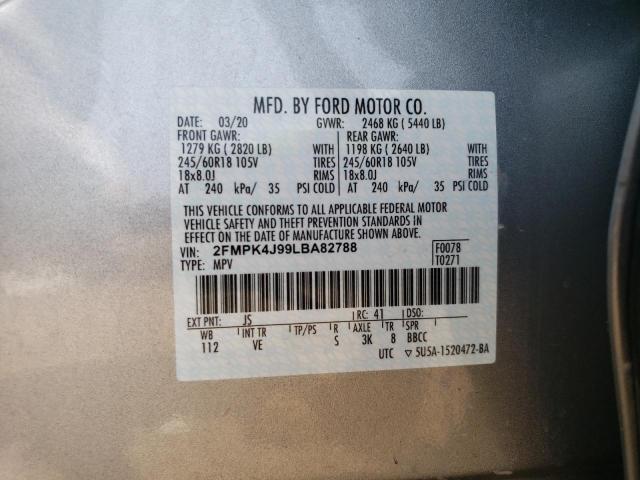 MFD. BY FORD MOTOR CO.
DATE: 03/20 GVWR: 2468 KG ( 5440 LB)
FRONT GAWR: REAR GAWR:
1279 KG ( 2820 LB) WITH 1198 KG ( 2640 LB) WITH
245/60R18 105V TIRES 245/60R18 105V TIRES
18x8.0J RIMS 18x8.0J RIMS
AT 240 kPa/ 35 PSI COLD AT 240 kPa/ 35 PSI COLD
THIS VEHICLE CONFORMS TO ALL APPLICABLE FEDERAL MOTOR
VEHICLE SAFETY AND THEFT PREVENTION STANDARDS IN
EFFECT ON THE DATE OF MANUFACTURE SHOWN ABOVE.
VIN: 2FMPK4J99LBA82788 F0078
TYPE: MPV T0271
EXT PNT: JS RC: 41 DSO:
WB INT TR TP/PS R AXLE TR SPR
112 VE S 3K 8 BBCC
UTC ▽ 5U5A-1520472-BA